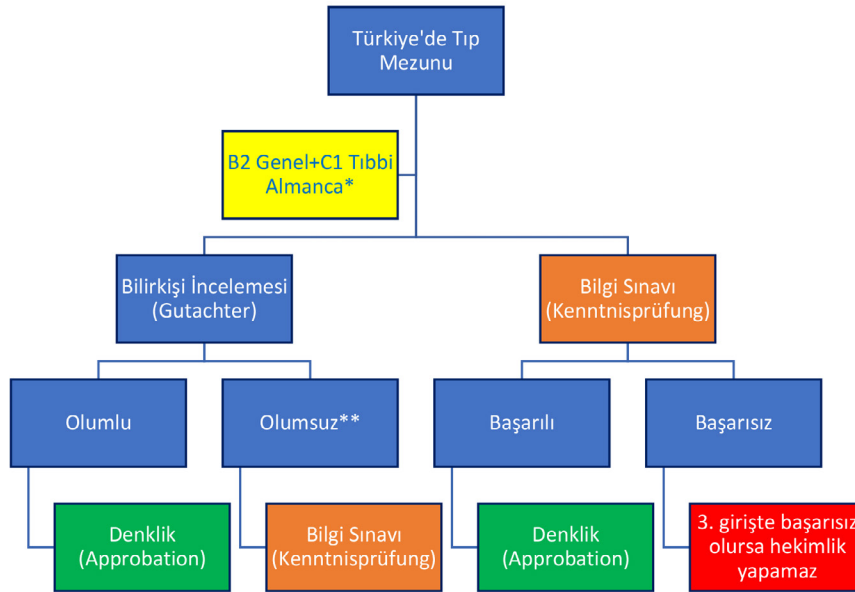 Türkiye'de Tıp
Mezunu
B2 Genel+C1 Tıbbi
Almanca*
Bilirkişi İncelemesi
(Gutachter)
Bilgi Sınavı
(Kenntnisprüfung)
Olumlu
Olumsuz**
Başarılı
Başarısız
Denklik
(Approbation)
Bilgi Sınavı
(Kenntnisprüfung)
Denklik
(Approbation)
3. girişte başarısız
olursa hekimlik
yapamaz